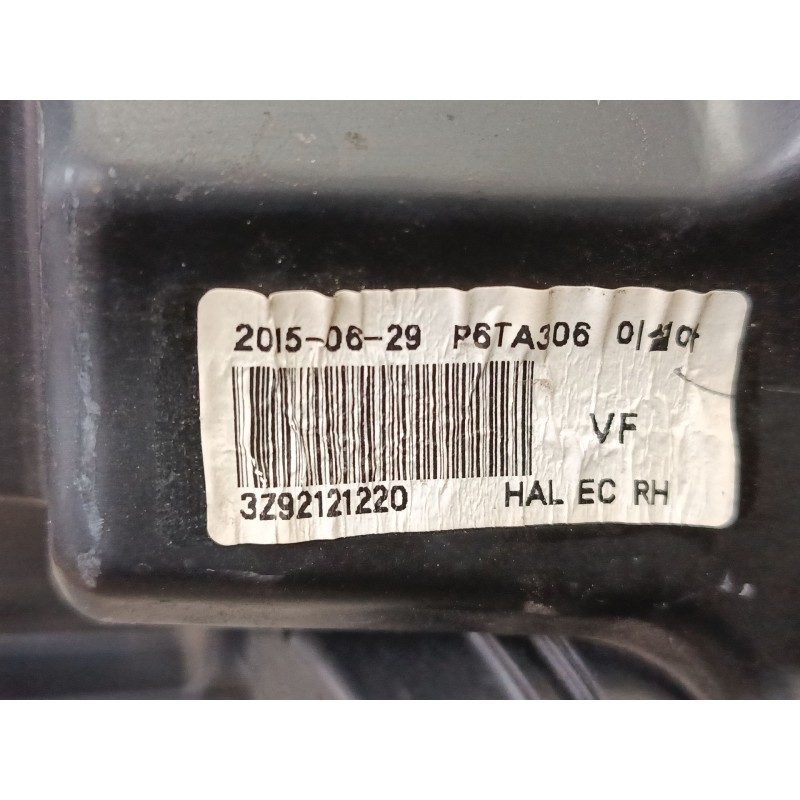 2015-06-29 P6TA306
VF
3Z92121220 HAL EC RH